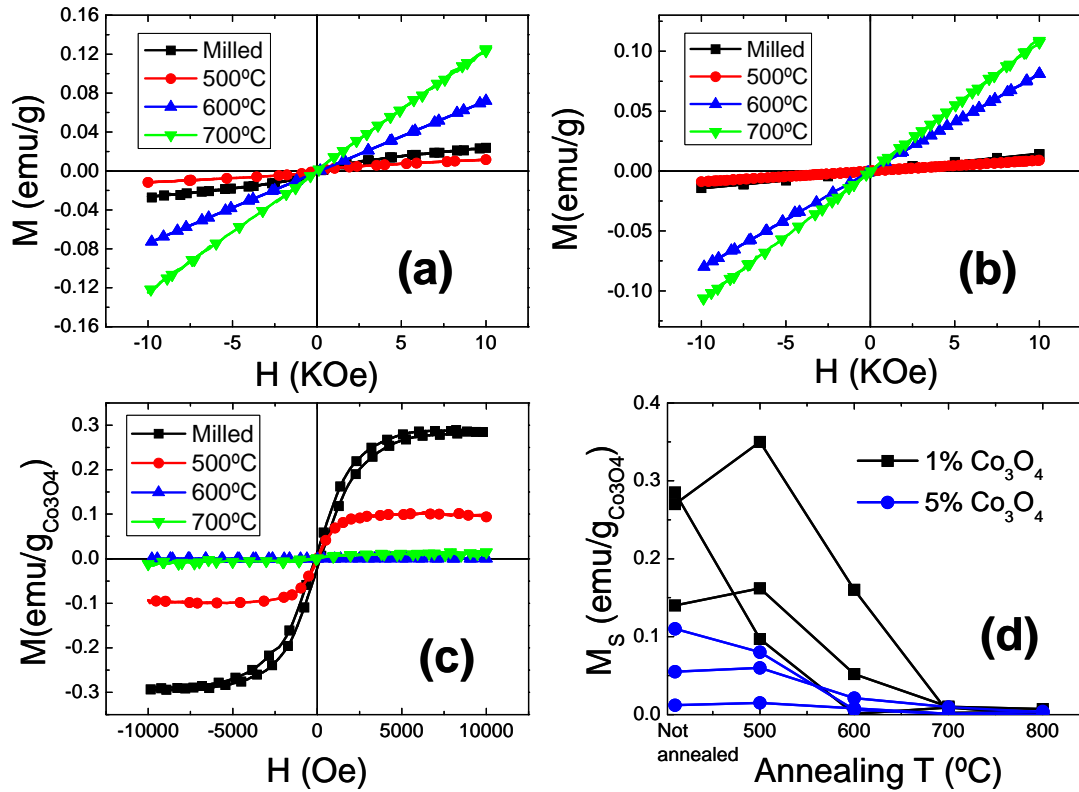 0.16
0.12
0.08
0.04
0.00
-0.04
-0.08
-0.12
-0.16
M (emu/g)
Milled
500ºC
600ºC
700ºC
(a)
-10 -5 0 5 10
H (KOe)
0.10
0.05
0.00
-0.05
-0.10
M(emu/g)
Milled
500ºC
600ºC
700ºC
(b)
-10 -5 0 5 10
H (KOe)
0.3
0.2
0.1
0.0
-0.1
-0.2
-0.3
M(emu/g_Co3O4)
Milled
500ºC
600ºC
700ºC
(c)
-10000 -5000 0 5000 10000
H (Oe)
0.4
0.3
0.2
0.1
0.0
M_S (emu/g_Co3O4)
1% Co₃O₄
5% Co₃O₄
(d)
Not 500 600 700 800
annealed
Annealing T (ºC)